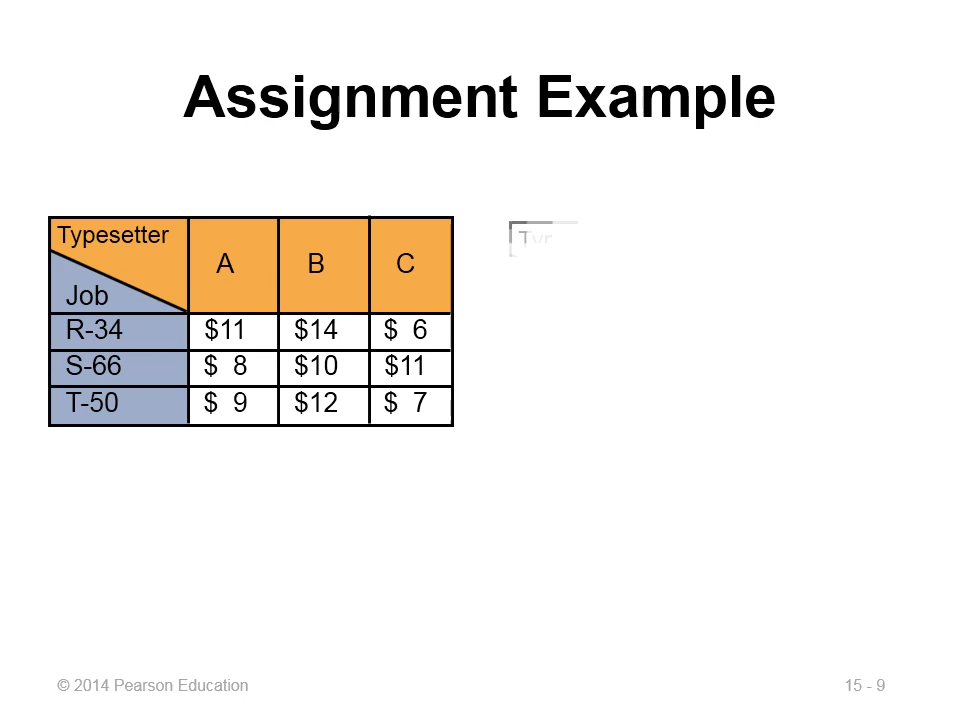 Assignment Example
Typesetter
Job
A B C
R-34 $11 $14 $ 6
S-66 $ 8 $10 $11
T-50 $ 9 $12 $ 7
© 2014 Pearson Education
15 - 9